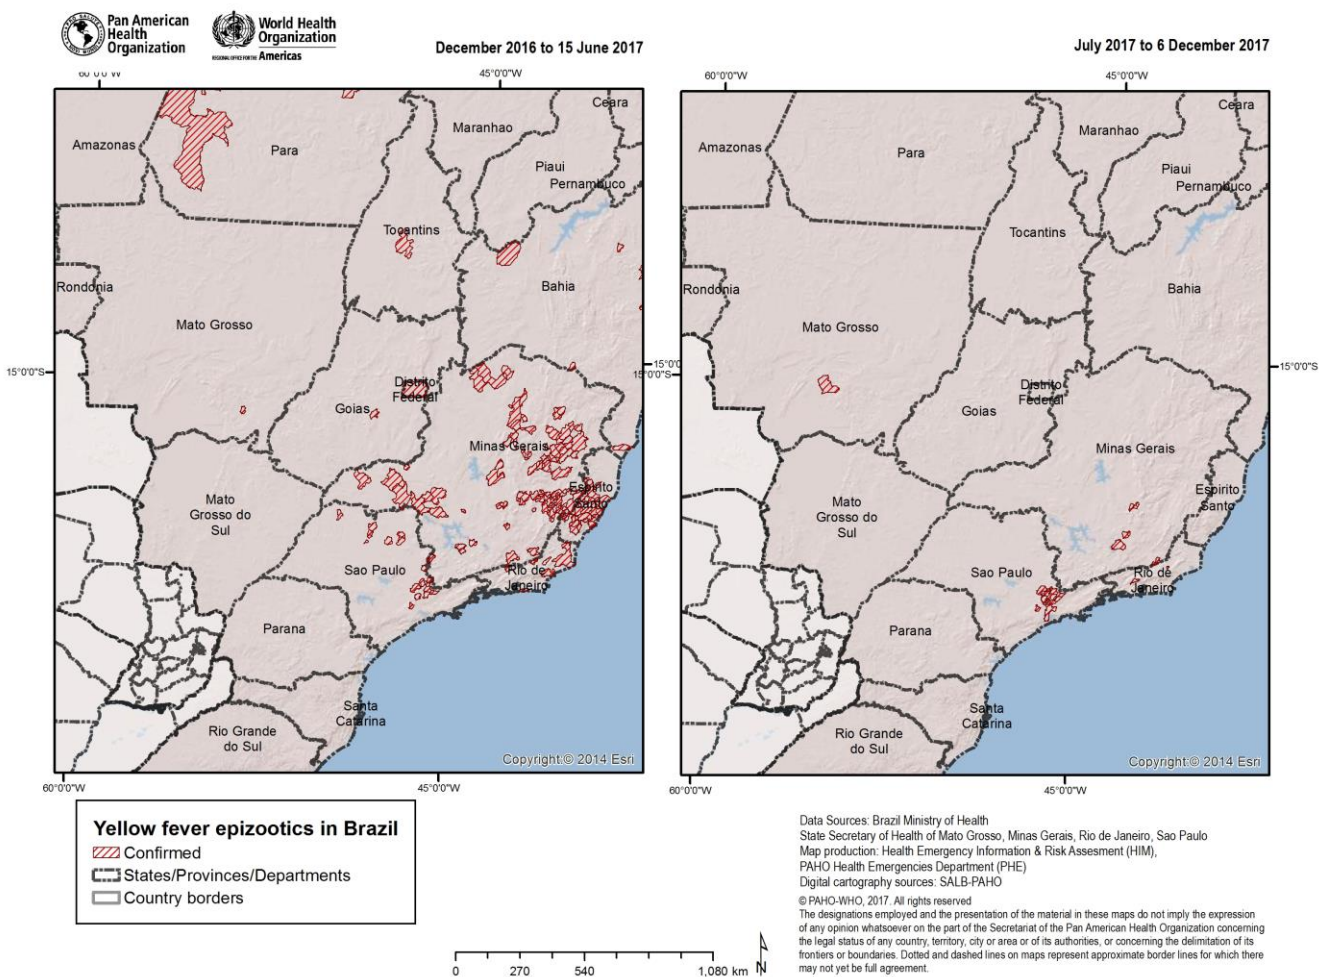 Pan American
Health
Organization
World Health
Organization
REGIONAL OFFICE FOR THE Americas
December 2016 to 15 June 2017
July 2017 to 6 December 2017
60°0'0"W
45°0'0"W
60°0'0"W
45°0'0"W
Ceara
Maranhao
Amazonas
Para
Piaui
Pernambuco
Tocantins
Bahia
Rondonia
Mato Grosso
15°0'0"S
Distrito
Federal
Goias
Minas Gerais
Espirito
Santo
Mato
Grosso do
Sul
Sao Paulo
Rio de
Janeiro
Parana
Santa
Catarina
Rio Grande
do Sul
Copyright:© 2014 Esri
60°0'0"W
45°0'0"W
Ceara
Maranhao
Amazonas
Para
Piaui
Pernambuco
Tocantins
Bahia
Rondonia
Mato Grosso
15°0'0"S
15°0'0"S
15°0'0"S
Distrito
Federal
Goias
Minas Gerais
Espirito
Santo
Mato
Grosso do
Sul
Sao Paulo
Rio de
Janeiro
Parana
Santa
Catarina
Rio Grande
do Sul
Copyright:© 2014 Esri
60°0'0"W
45°0'0"W
Yellow fever epizootics in Brazil
Confirmed
States/Provinces/Departments
Country borders
0 270 540 1,080 km
N
Data Sources: Brazil Ministry of Health
State Secretary of Health of Mato Grosso, Minas Gerais, Rio de Janeiro, Sao Paulo
Map production: Health Emergency Information & Risk Assesment (HIM),
PAHO Health Emergencies Department (PHE)
Digital cartography sources: SALB-PAHO
© PAHO-WHO, 2017. All rights reserved
The designations employed and the presentation of the material in these maps do not imply the expression
of any opinion whatsoever on the part of the Secretariat of the Pan American Health Organization concerning
the legal status of any country, territory, city or area or of its authorities, or concerning the delimitation of its
frontiers or boundaries. Dotted and dashed lines on maps represent approximate border lines for which there
may not yet be full agreement.